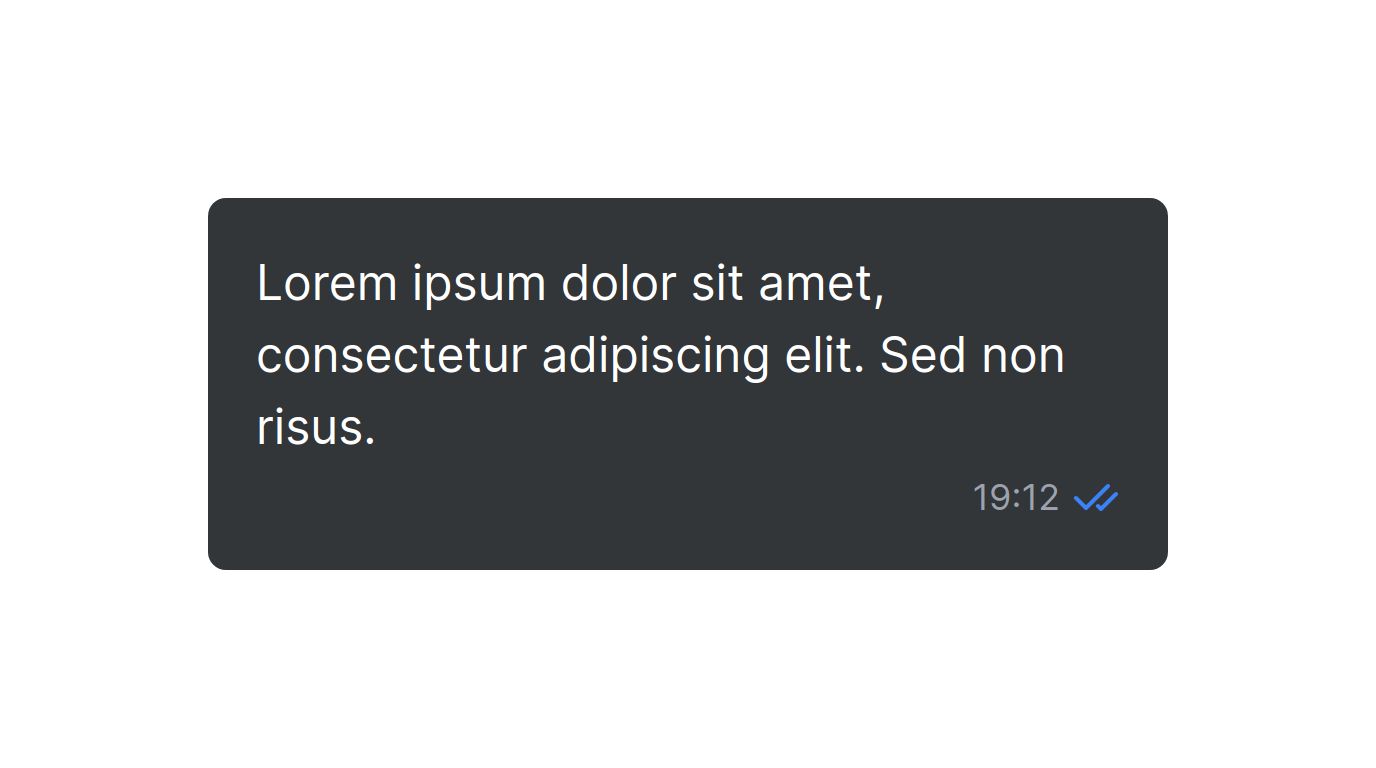 Lorem ipsum dolor sit amet,
consectetur adipiscing elit. Sed non
risus.
19:12